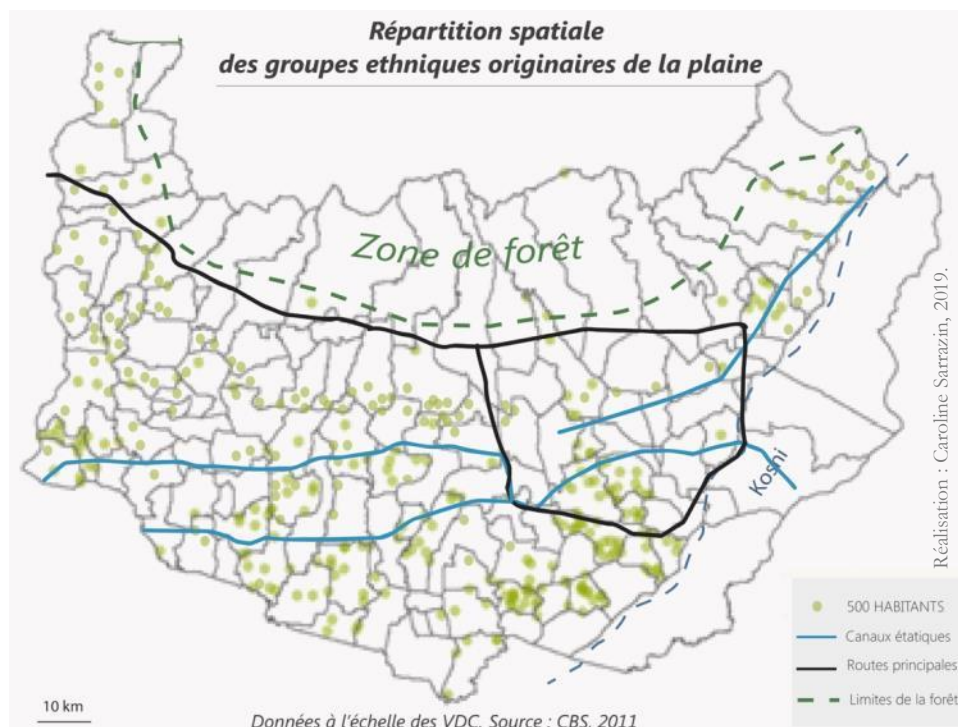 Répartition spatiale
des groupes ethniques originaires de la plaine
Zone de forêt
Koshi
Réalisation : Caroline Sarrazin, 2019.
500 HABITANTS
Canaux étatiques
Routes principales
Limites de la forêt
10 km
Données à l'échelle des VDC. Source : CBS, 2011